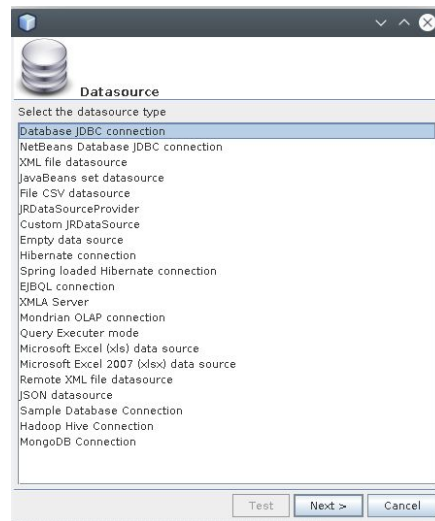 Datasource
Select the datasource type
Database JDBC connection
NetBeans Database JDBC connection
XML file datasource
JavaBeans set datasource
File CSV datasource
JRDataSourceProvider
Custom JRDataSource
Empty data source
Hibernate connection
Spring loaded Hibernate connection
EJBQL connection
XMLA Server
Mondrian OLAP connection
Query Executer mode
Microsoft Excel (xls) data source
Microsoft Excel 2007 (xlsx) data source
Remote XML file datasource
JSON datasource
Sample Database Connection
Hadoop Hive Connection
MongoDB Connection
Test Next > Cancel